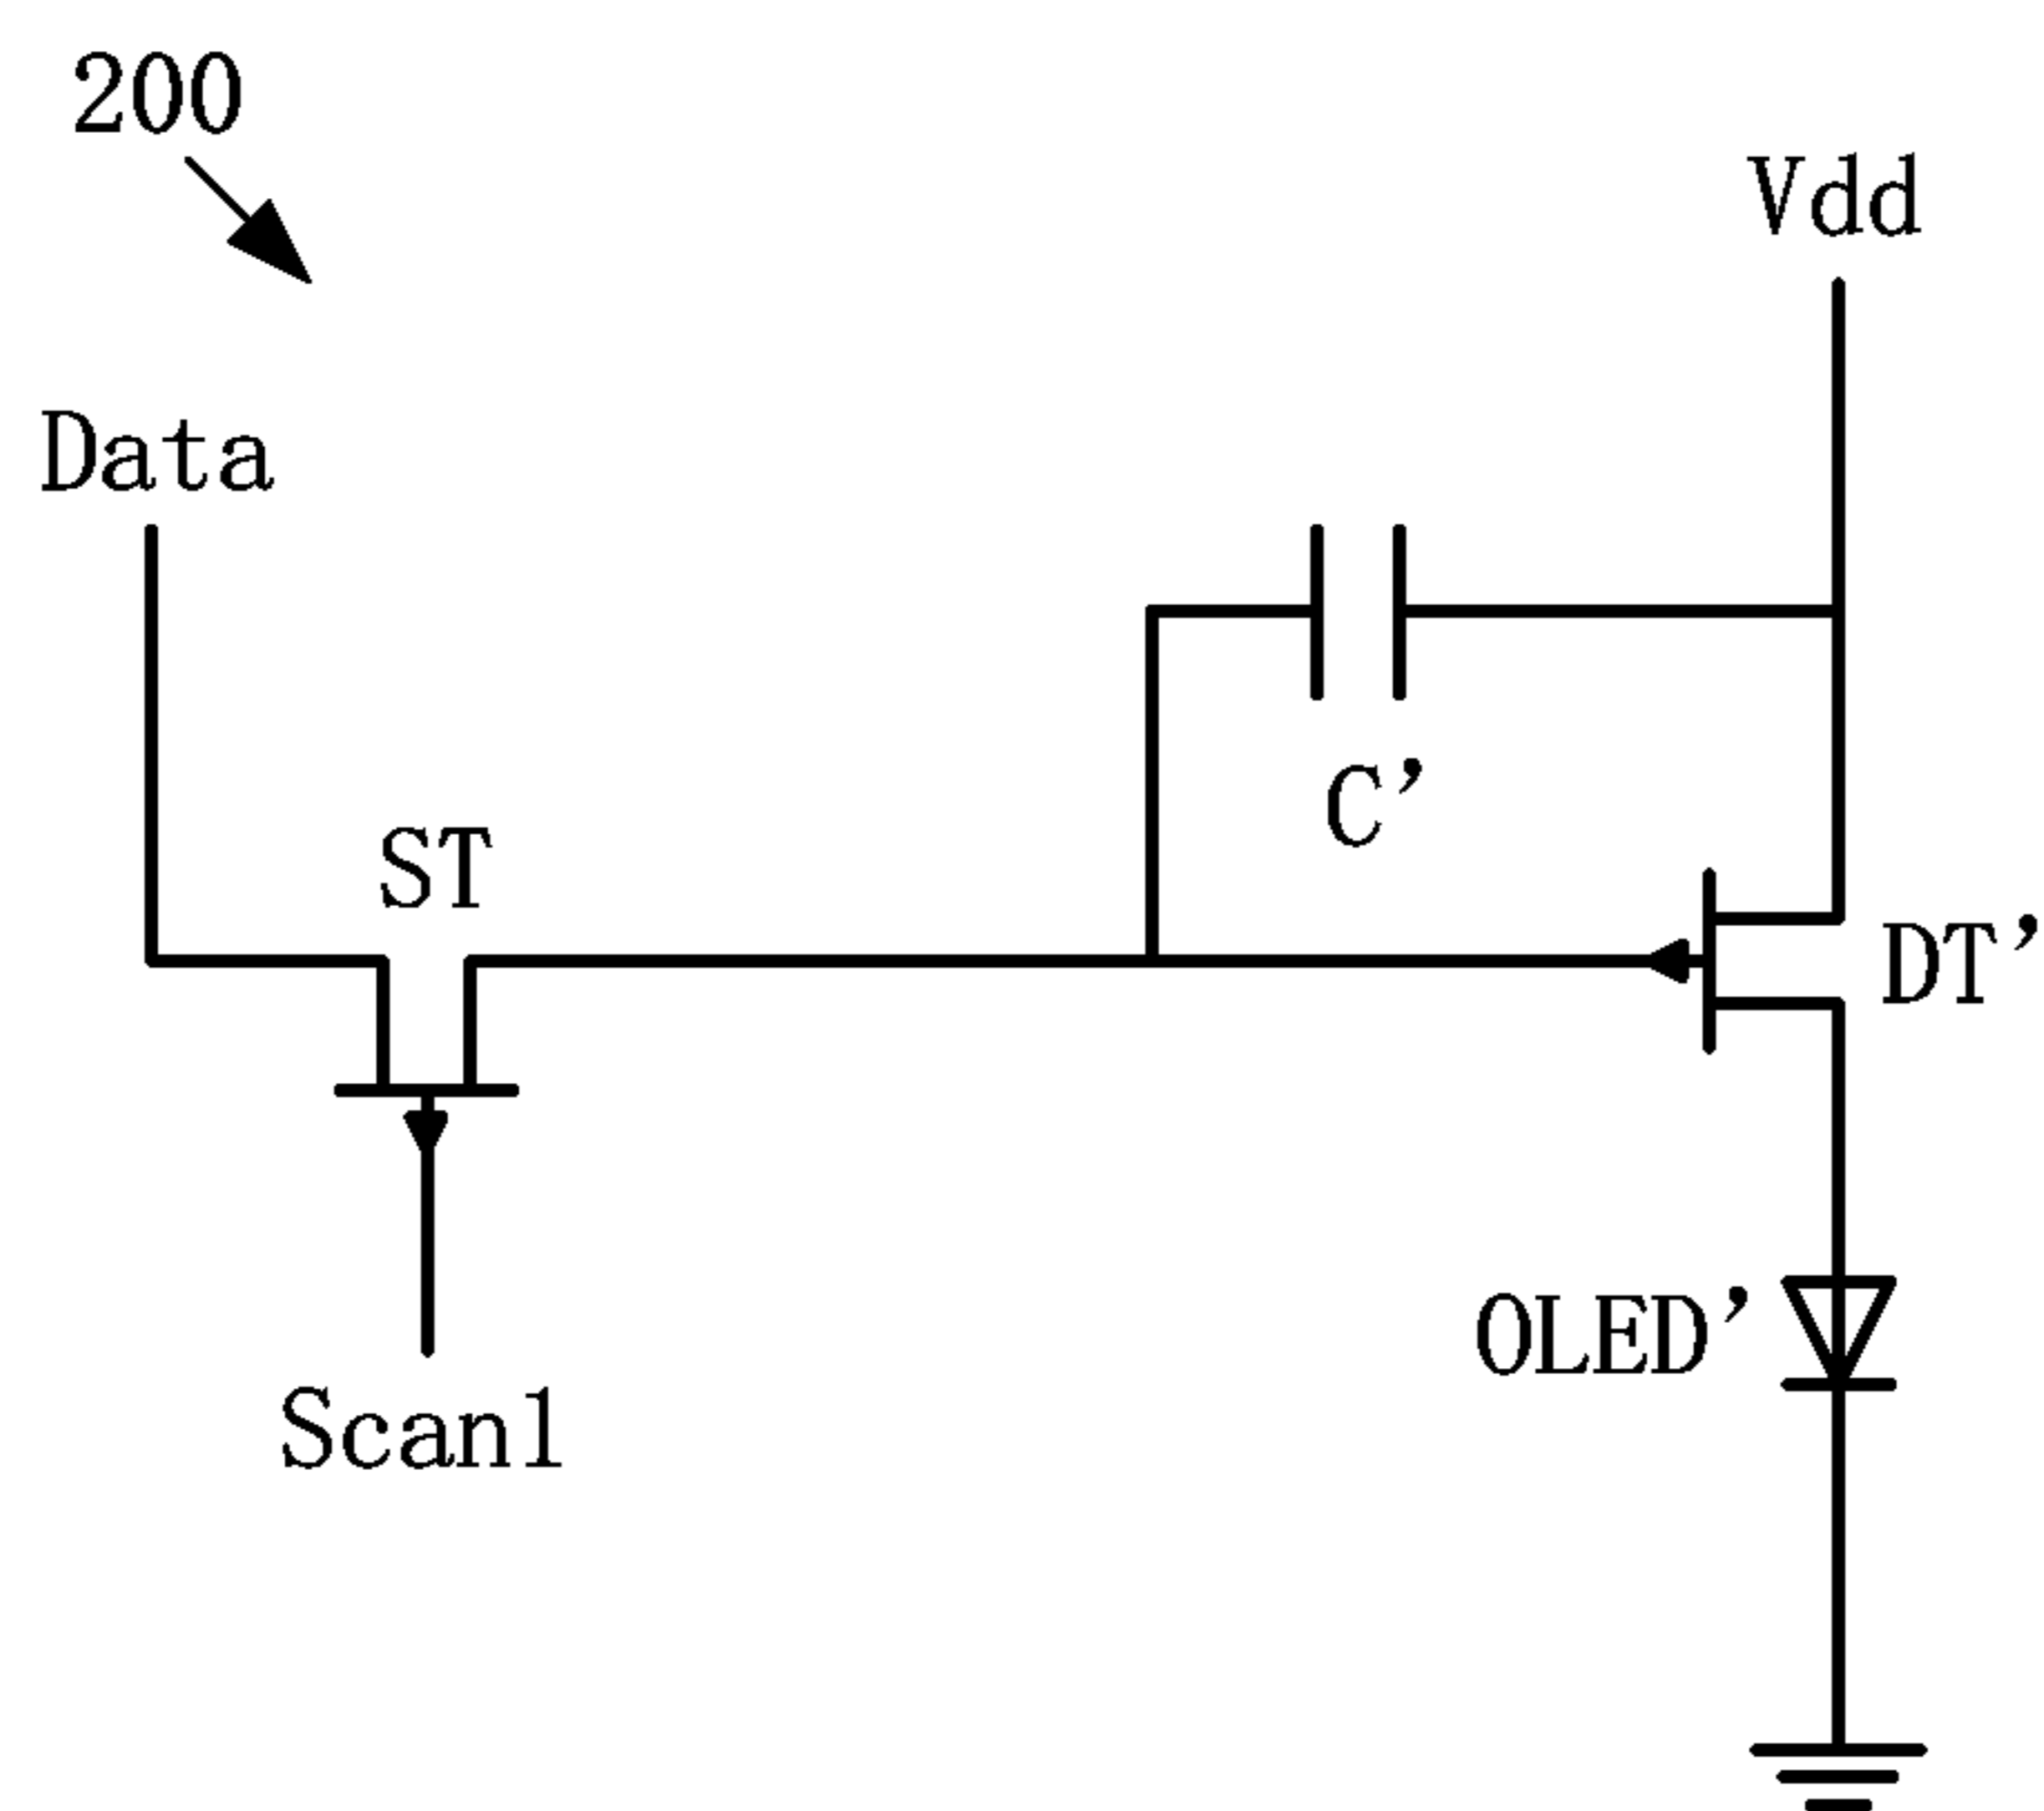 200
Vdd
Data
C’
ST
DT’
OLED’
Scan1